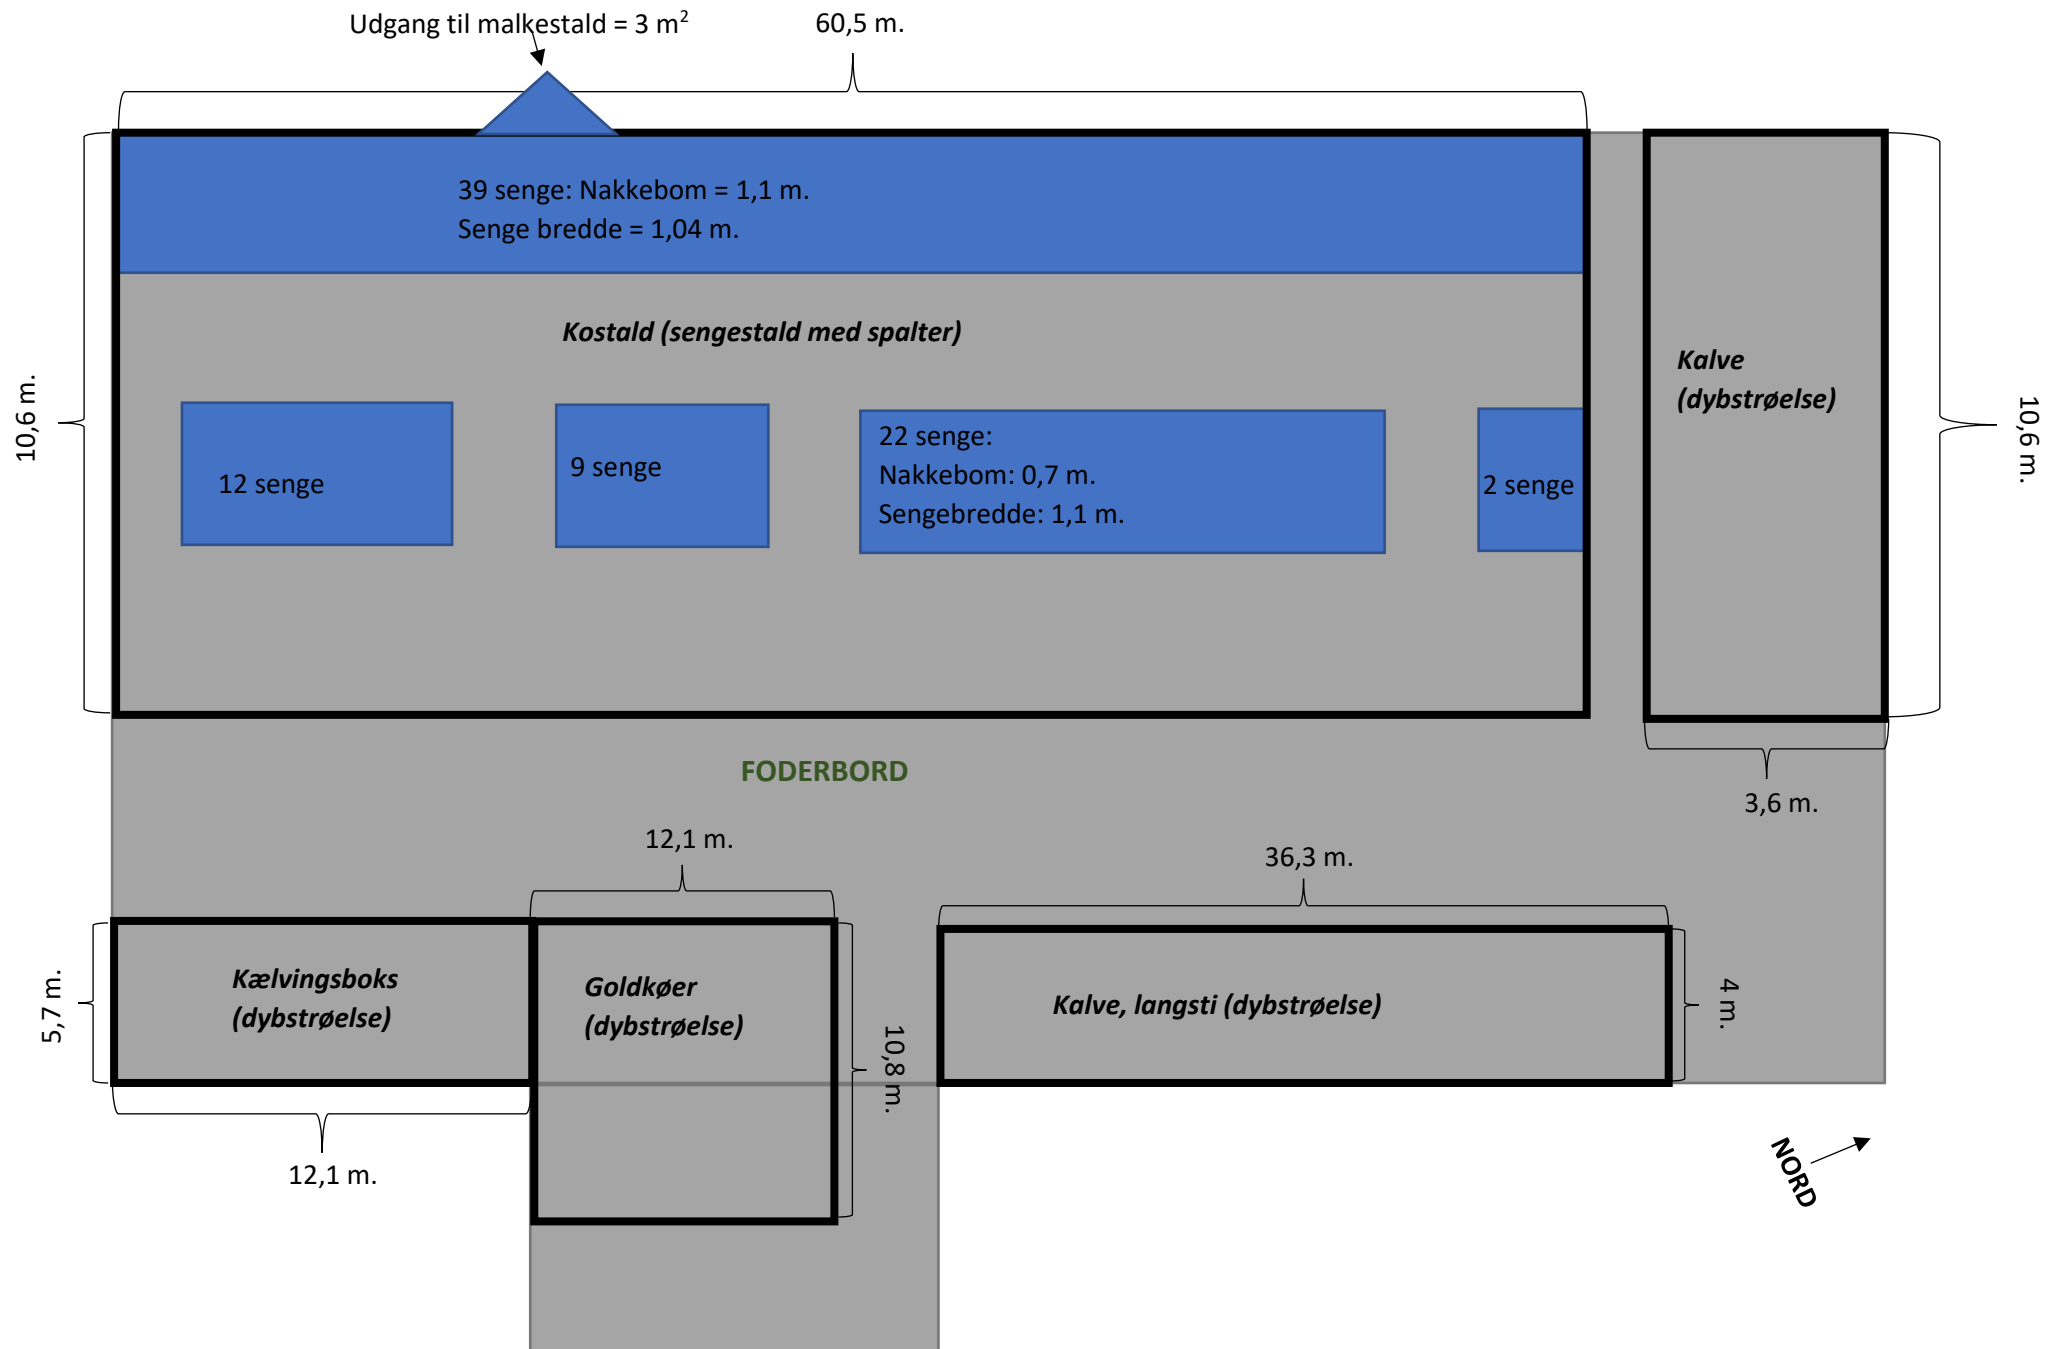 Udgang til malkestald = 3 m²
60,5 m.
39 senge: Nakkebom = 1,1 m.
Senge bredde = 1,04 m.
Kostald (sengestald med spalter)
10,6 m.
12 senge
9 senge
22 senge:
Nakkebom: 0,7 m.
Sengebredde: 1,1 m.
2 senge
Kalve
(dybstrøelse)
10,6 m.
3,6 m.
FODERBORD
12,1 m.
36,3 m.
5,7 m.
Kælvingsboks
(dybstrøelse)
Goldkøer
(dybstrøelse)
10,8 m.
Kalve, langsti (dybstrøelse)
4 m.
12,1 m.
NORD